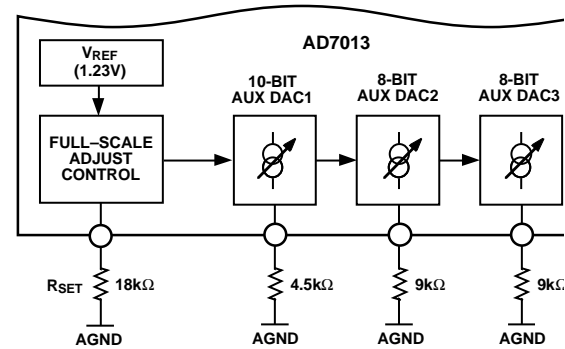 AD7013
VREF
(1.23V)
10-BIT
AUX DAC1
8-BIT
AUX DAC2
8-BIT
AUX DAC3
FULL–SCALE
ADJUST
CONTROL
RSET
18kΩ
4.5kΩ
9kΩ
9kΩ
AGND
AGND
AGND
AGND